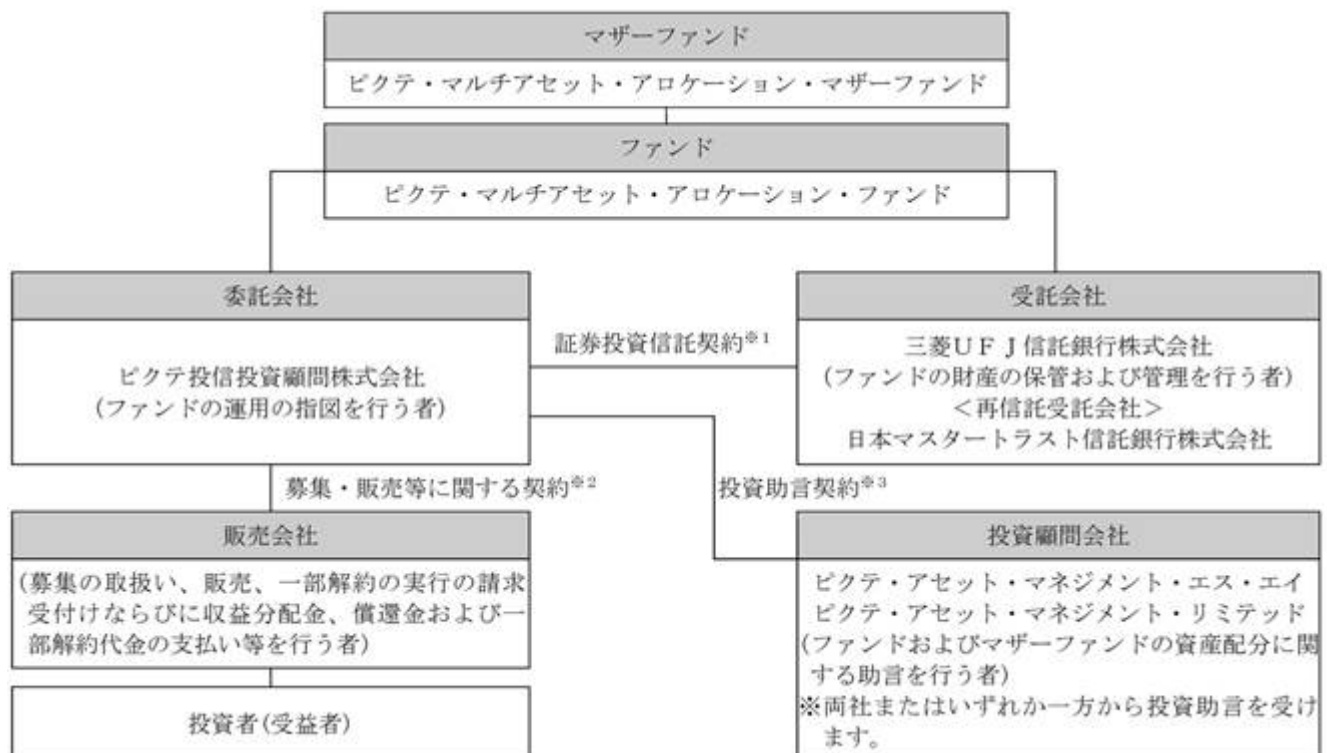 マザーファンド
ピクテ・マルチアセット・アロケーション・マザーファンド
ファンド
ピクテ・マルチアセット・アロケーション・ファンド
委託会社
ピクテ投信投資顧問株式会社
(ファンドの運用の指図を行う者)
証券投資信託契約※1
受託会社
三菱UFJ信託銀行株式会社
(ファンドの財産の保管および管理を行う者)
<再信託受託会社>
日本マスタートラスト信託銀行株式会社
募集・販売等に関する契約※2
投資助言契約※3
販売会社
(募集の取扱い、販売、一部解約の実行の請求
受付けならびに収益分配金、償還金および一
部解約代金の支払い等を行う者)
投資者(受益者)
投資顧問会社
ピクテ・アセット・マネジメント・エス・エイ
ピクテ・アセット・マネジメント・リミテッド
(ファンドおよびマザーファンドの資産配分に関
する助言を行う者)
※両社またはいずれか一方から投資助言を受け
ます。